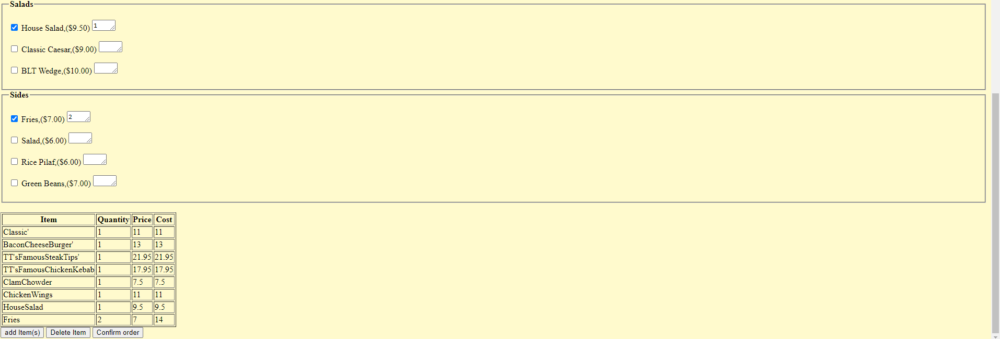 Salads
House Salad,($9.50) 1
Classic Caesar,($9.00)
BLT Wedge,($10.00)
Sides
Fries,($7.00) 2
Salad,($6.00)
Rice Pilaf,($6.00)
Green Beans,($7.00)
Item Quantity Price Cost
Classic' 1 11 11
BaconCheeseBurger' 1 13 13
TT'sFamousSteakTips' 1 21.95 21.95
TT'sFamousChickenKebab 1 17.95 17.95
ClamChowder 1 7.5 7.5
ChickenWings 1 11 11
HouseSalad 1 9.5 9.5
Fries 2 7 14
add Item(s) Delete Item Confirm order